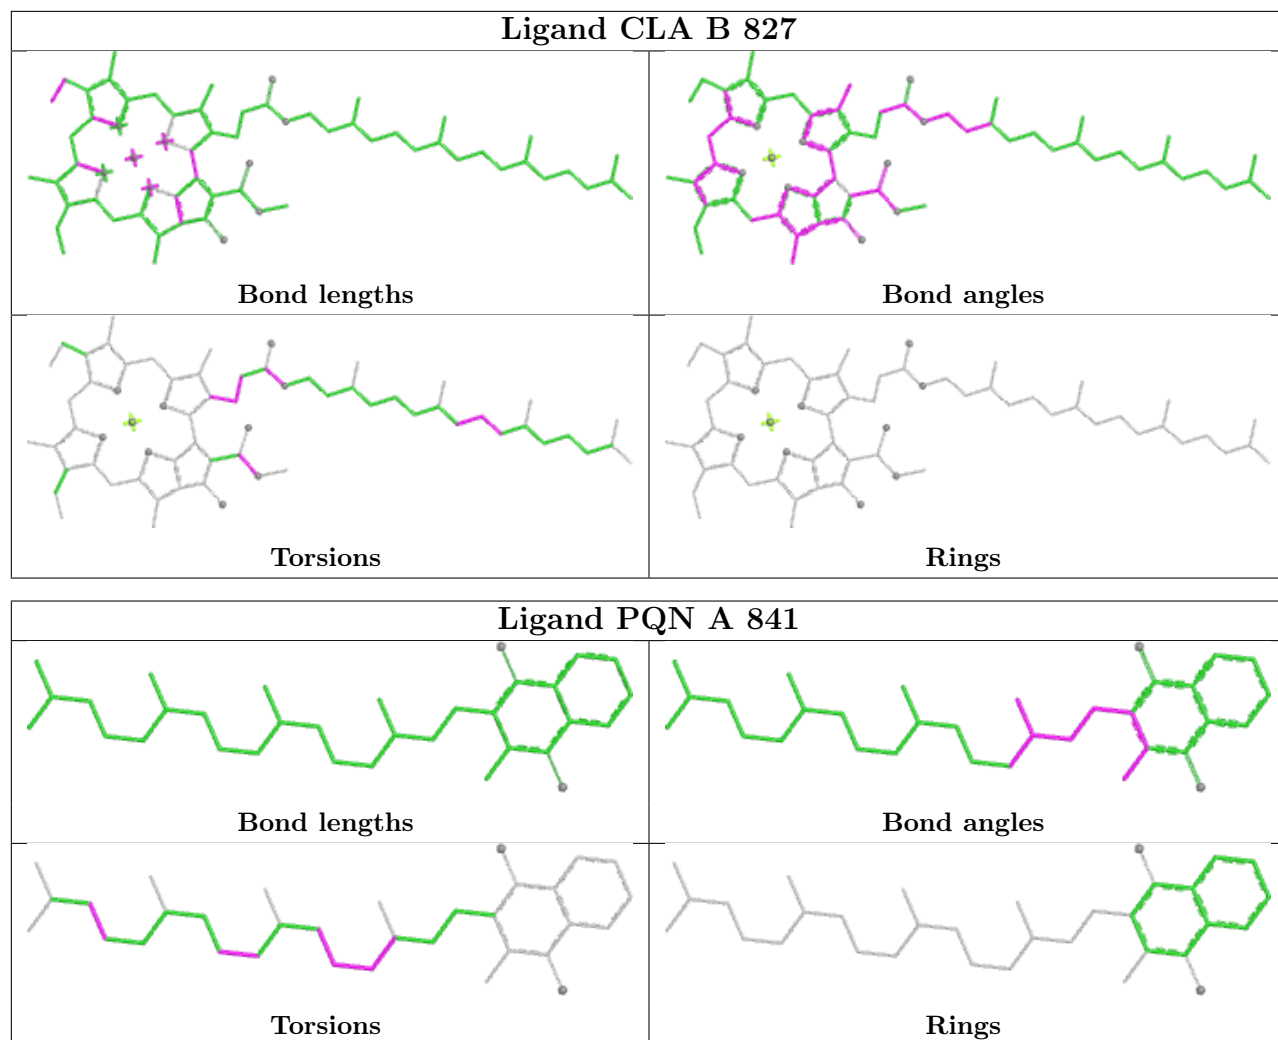 Ligand CLA B 827
Bond lengths
Bond angles
Torsions
Rings
Ligand PQN A 841
Bond lengths
Bond angles
Torsions
Rings